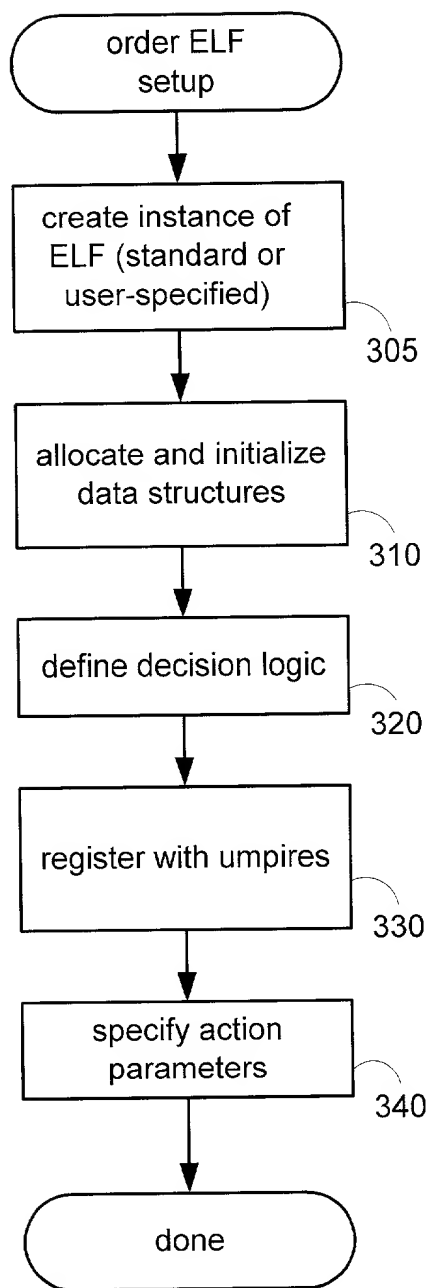 order ELF
setup
create instance of
ELF (standard or
user-specified)
305
allocate and initialize
data structures
310
define decision logic
320
register with umpires
330
specify action
parameters
340
done